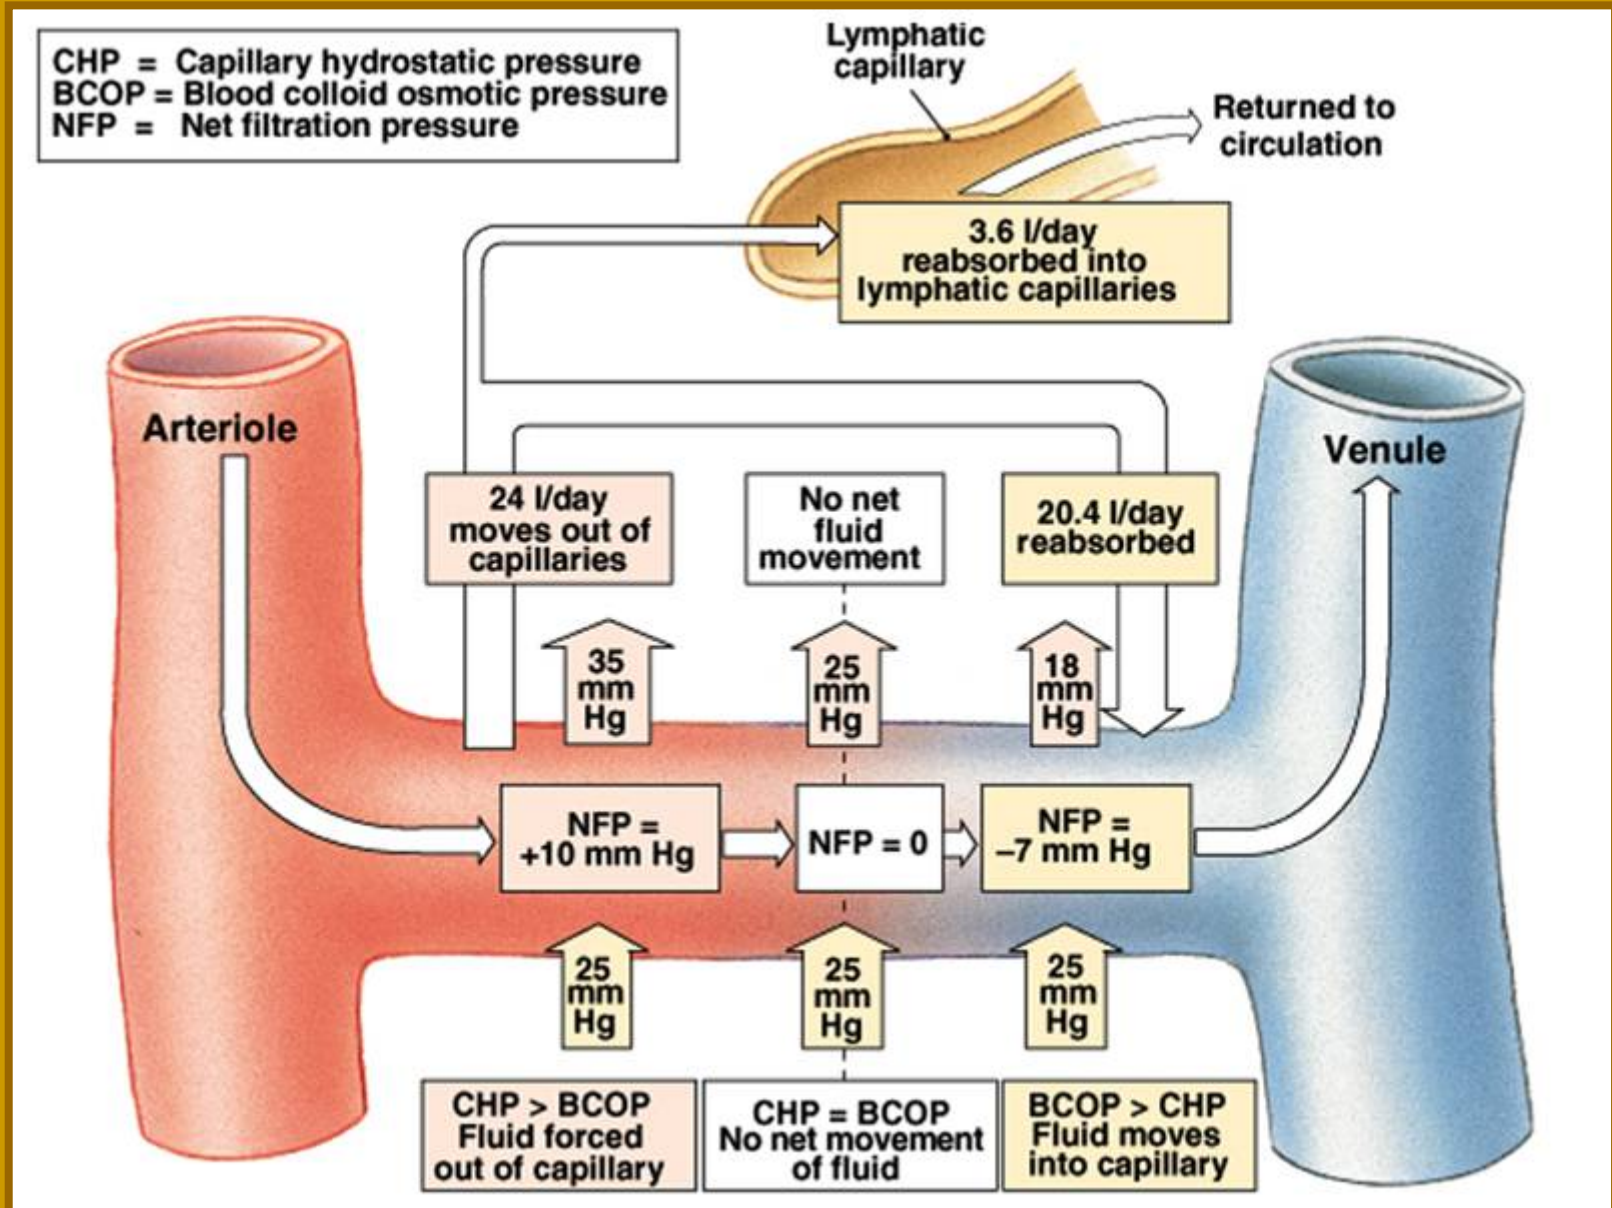 CHP = Capillary hydrostatic pressure
BCOP = Blood colloid osmotic pressure
NFP = Net filtration pressure
Lymphatic
capillary
Returned to
circulation
3.6 l/day
reabsorbed into
lymphatic capillaries
Arteriole
Venule
24 l/day
moves out of
capillaries
No net
fluid
movement
20.4 l/day
reabsorbed
35
mm
Hg
25
mm
Hg
18
mm
Hg
NFP =
+10 mm Hg
NFP = 0
NFP =
–7 mm Hg
25
mm
Hg
25
mm
Hg
25
mm
Hg
CHP > BCOP
Fluid forced
out of capillary
CHP = BCOP
No net movement
of fluid
BCOP > CHP
Fluid moves
into capillary